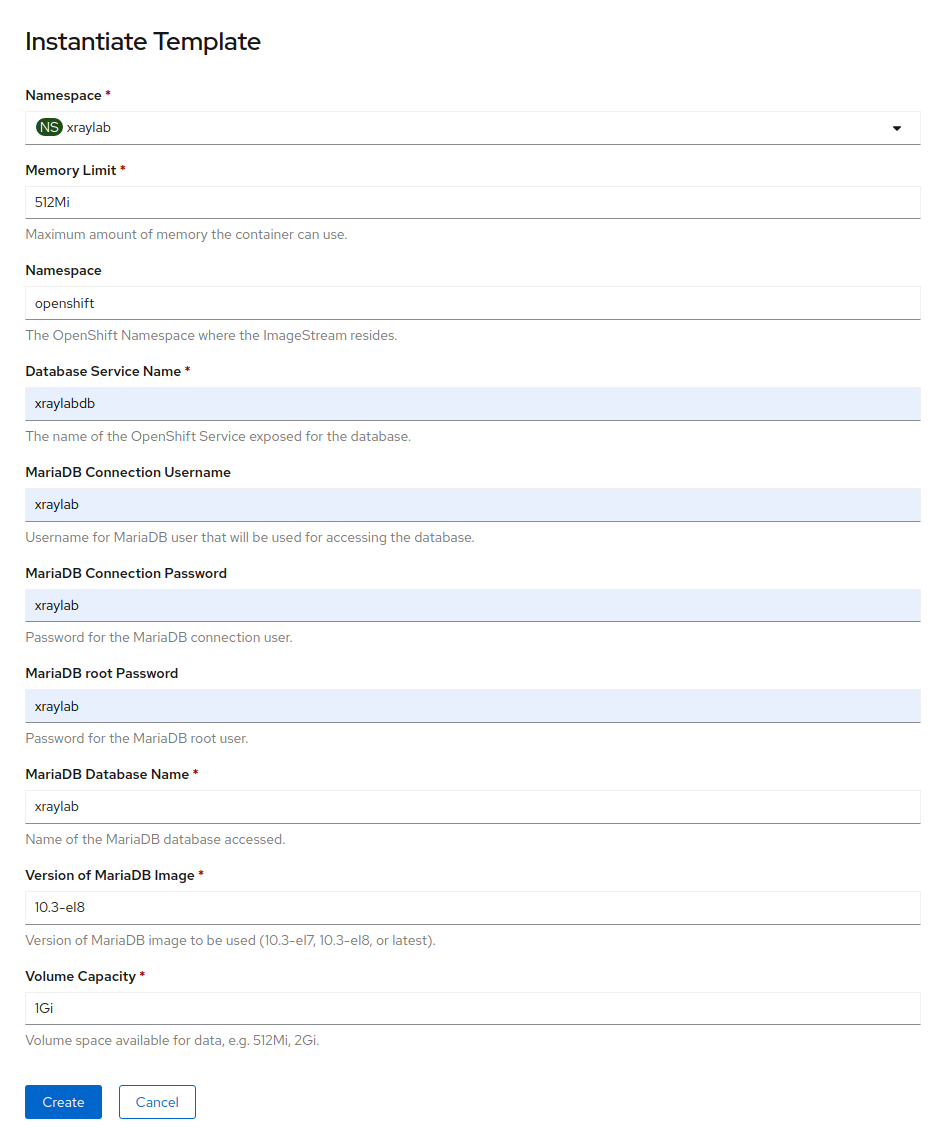 Instantiate Template
Namespace *
NS xraylab
Memory Limit *
512Mi
Maximum amount of memory the container can use.
Namespace
openshift
The OpenShift Namespace where the ImageStream resides.
Database Service Name *
xraylabdb
The name of the OpenShift Service exposed for the database.
MariaDB Connection Username
xraylab
Username for MariaDB user that will be used for accessing the database.
MariaDB Connection Password
xraylab
Password for the MariaDB connection user.
MariaDB root Password
xraylab
Password for the MariaDB root user.
MariaDB Database Name *
xraylab
Name of the MariaDB database accessed.
Version of MariaDB Image *
10.3-el8
Version of MariaDB image to be used (10.3-el7, 10.3-el8, or latest).
Volume Capacity *
1Gi
Volume space available for data, e.g. 512Mi, 2Gi.
Create Cancel